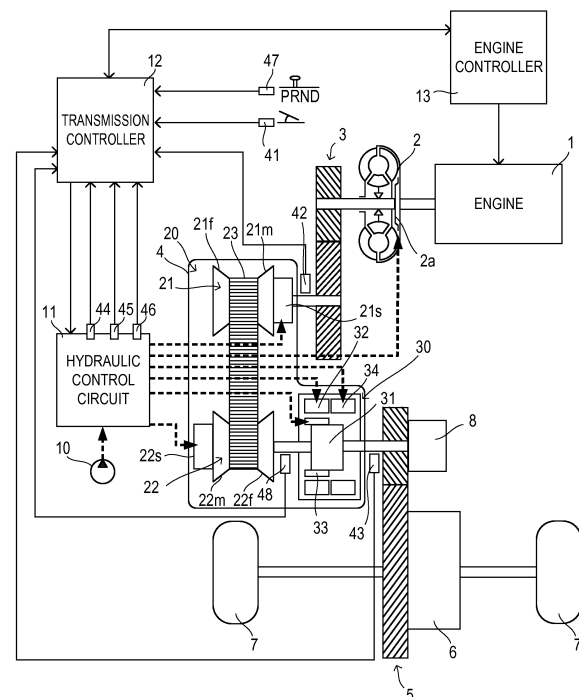 12
47
PRND
TRANSMISSION
CONTROLLER
41
ENGINE
CONTROLLER
13
3
2
1
ENGINE
2a
42
20
21f
23
21m
4
21
21s
32
30
34
31
11
44
45
46
HYDRAULIC
CONTROL
CIRCUIT
10
22s
22
22m
22f
48
33
43
8
7
6
7
5